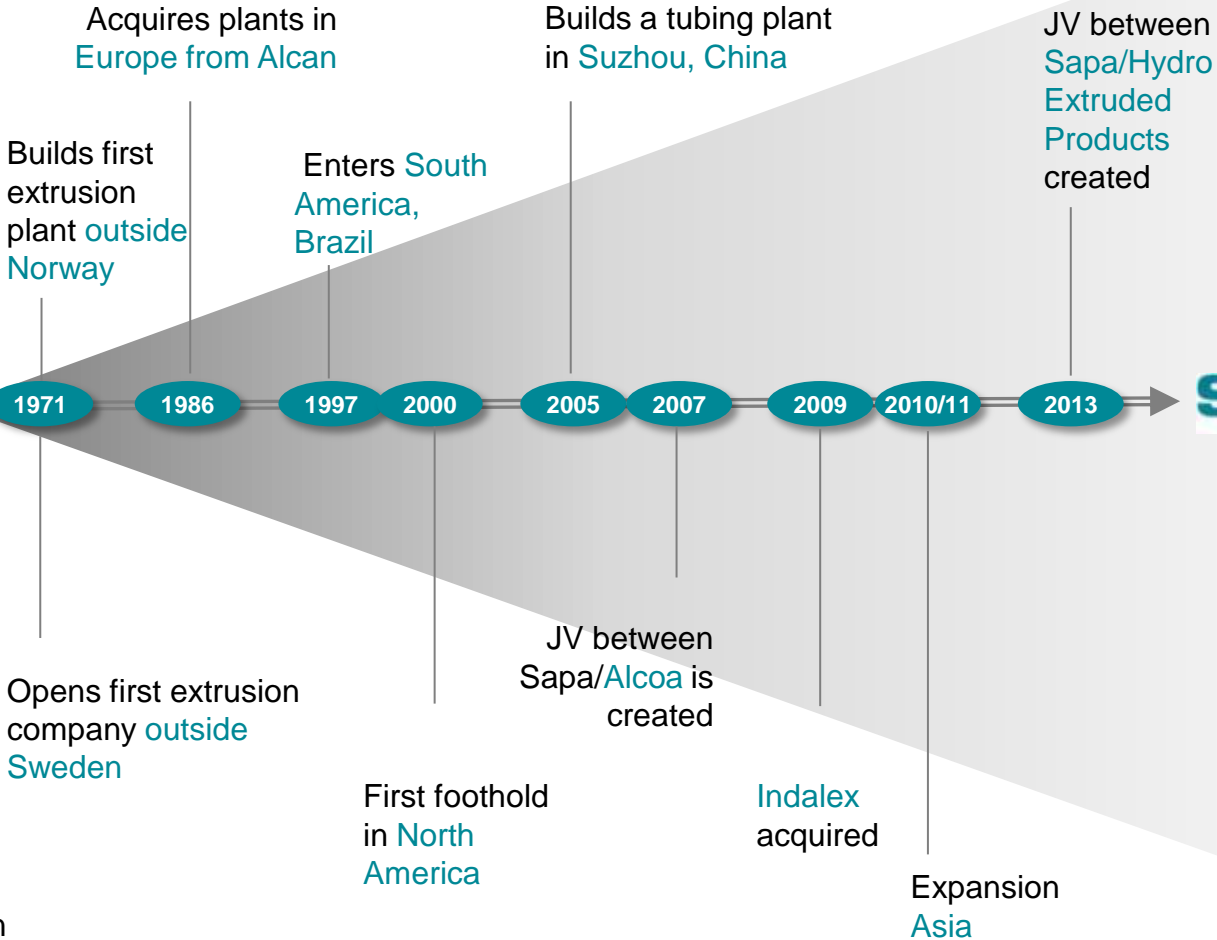 Acquires plants in
Europe from Alcan
Builds a tubing plant
in Suzhou, China
JV between
Sapa/Hydro
Extruded
Products
created
Builds first
extrusion
plant outside
Norway
Enters South
America,
Brazil
1971
1986
1997
2000
2005
2007
2009
2010/11
2013
Opens first extrusion
company outside
Sweden
JV between
Sapa/Alcoa is
created
First foothold
in North
America
Indalex
acquired
Expansion
Asia